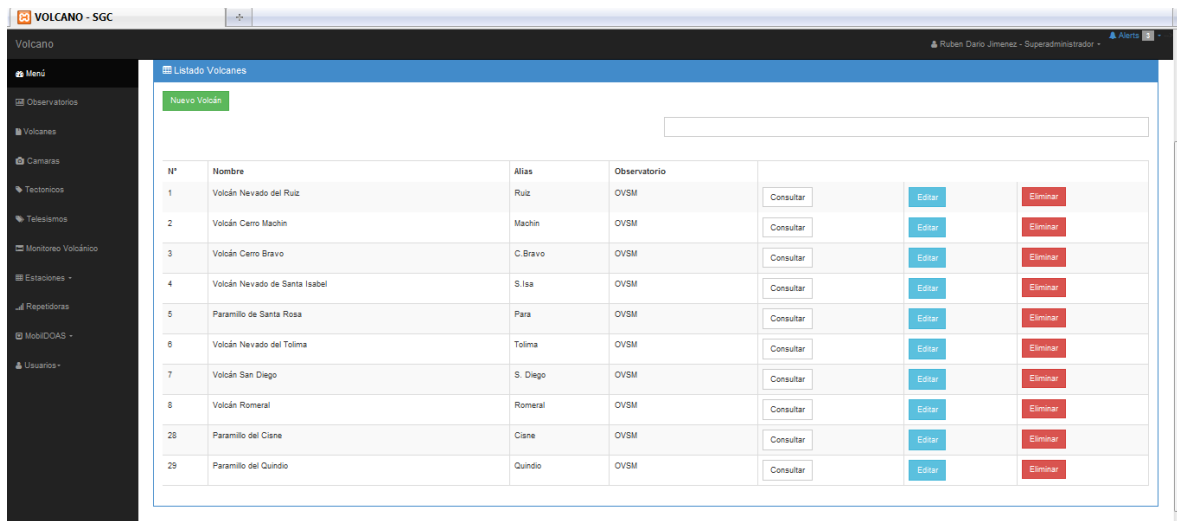 VOLCANO - SGC
Volcano
Ruben Dario Jimenez - Superadministrador
Alerts 3
Menú
Observatorios
Volcanes
Camaras
Tectonicos
Telesismos
Monitoreo Volcánico
Estaciones
Repetidoras
MobilDOAS
Usuarios
Listado Volcanes
Nuevo Volcán
N° Nombre Alias Observatorio
1 Volcán Nevado del Ruiz Ruiz OVSM Consultar Editar Eliminar
2 Volcán Cerro Machin Machin OVSM Consultar Editar Eliminar
3 Volcán Cerro Bravo C.Bravo OVSM Consultar Editar Eliminar
4 Volcán Nevado de Santa Isabel S.Isa OVSM Consultar Editar Eliminar
5 Paramillo de Santa Rosa Para OVSM Consultar Editar Eliminar
6 Volcán Nevado del Tolima Tolima OVSM Consultar Editar Eliminar
7 Volcán San Diego S. Diego OVSM Consultar Editar Eliminar
8 Volcán Romeral Romeral OVSM Consultar Editar Eliminar
28 Paramillo del Cisne Cisne OVSM Consultar Editar Eliminar
29 Paramillo del Quindio Quindio OVSM Consultar Editar Eliminar